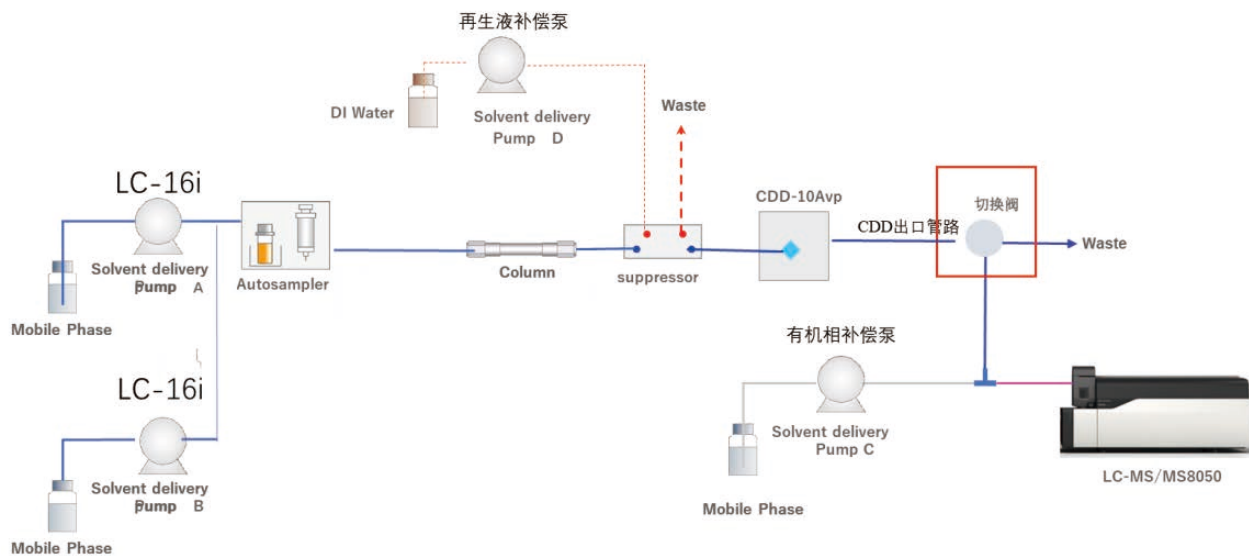 再生液补偿泵
DI Water
Solvent delivery
Pump D
Waste
LC-16i
Solvent delivery
Pump A
Mobile Phase
Autosampler
Column
suppressor
CDD-10Avp
CDD出口管路
切换阀
Waste
LC-16i
Solvent delivery
Pump B
Mobile Phase
有机相补偿泵
Solvent delivery
Pump C
Mobile Phase
LC-MS/MS8050